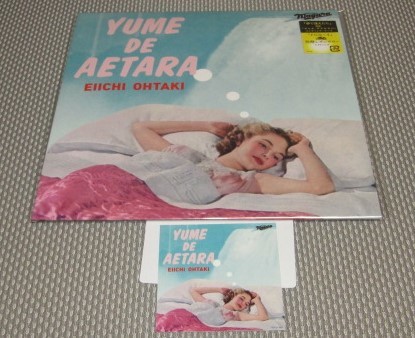 YUME
DE
AETARA
EIICHI OHTAKI
YUME
DE
AETARA
EIICHI OHTAKI